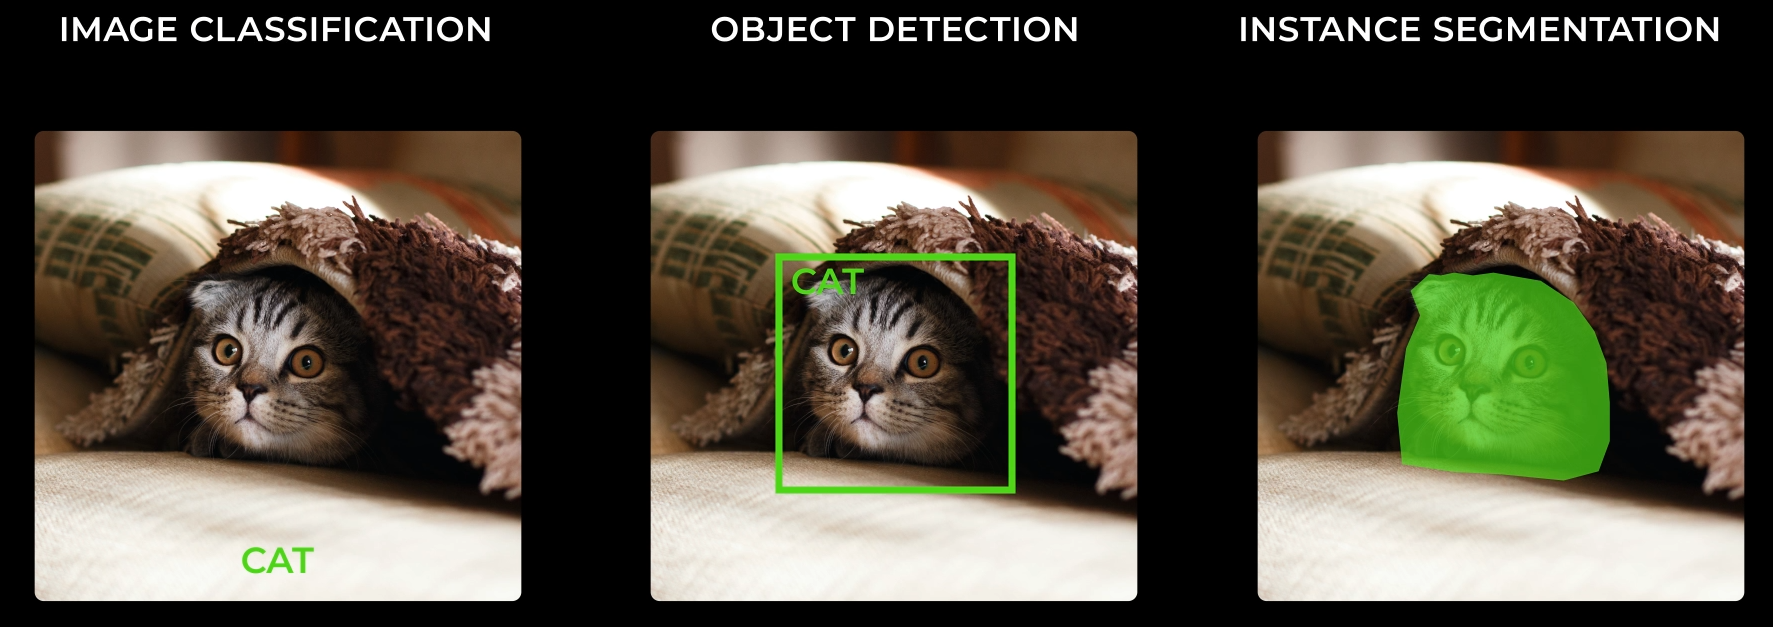 IMAGE CLASSIFICATION
OBJECT DETECTION
INSTANCE SEGMENTATION
CAT
CAT